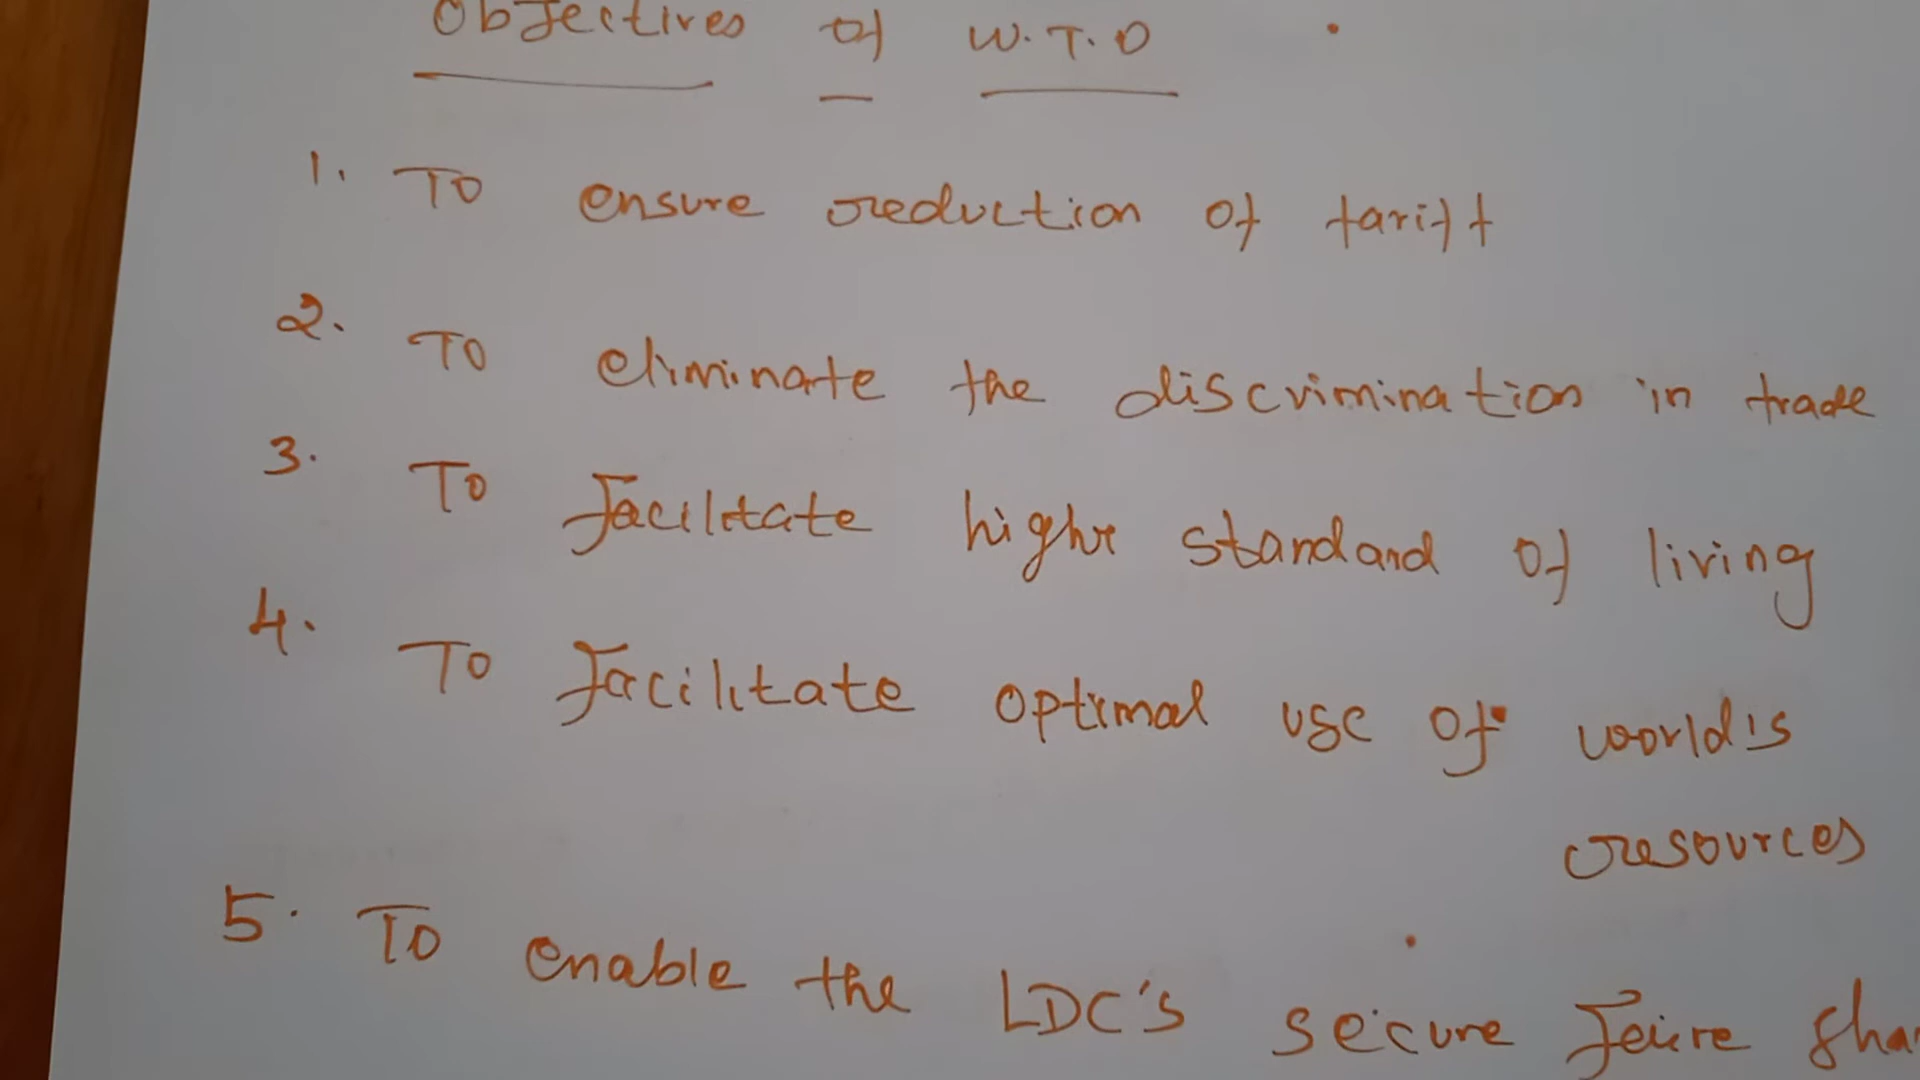 Objectives of W.T.O
1. To ensure reduction of tariff
2. To eliminate the discrimination in trade
3. To facilitate highr standard of living
4. To facilitate optimal use of world's
resources
5. To enable the LDC's secure